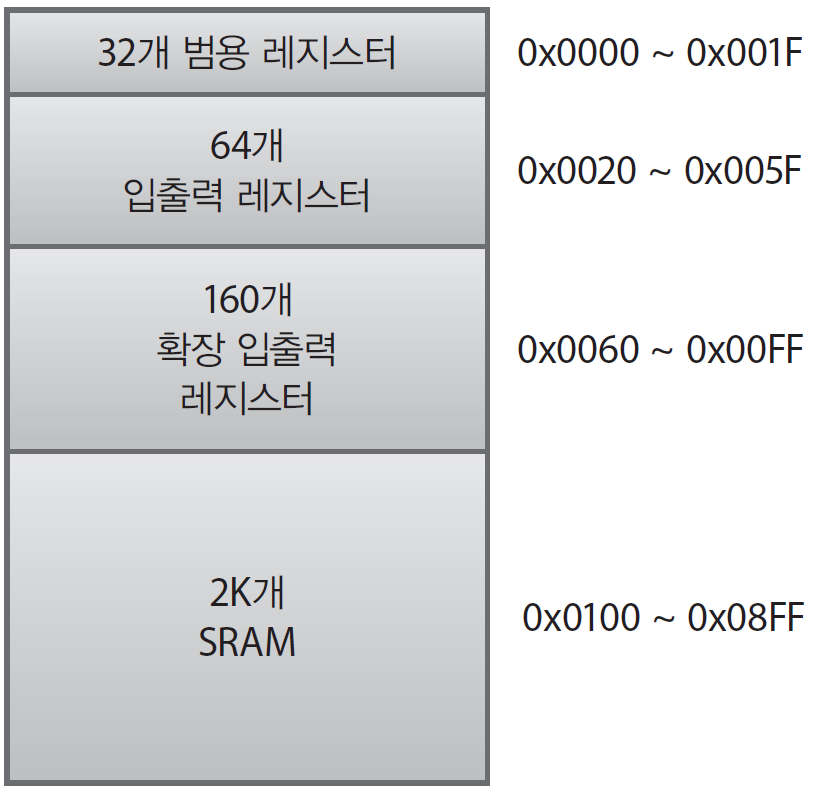 32개 범용 레지스터
0x0000 ~ 0x001F
64개
입출력 레지스터
0x0020 ~ 0x005F
160개
확장 입출력
레지스터
0x0060 ~ 0x00FF
2K개
SRAM
0x0100 ~ 0x08FF